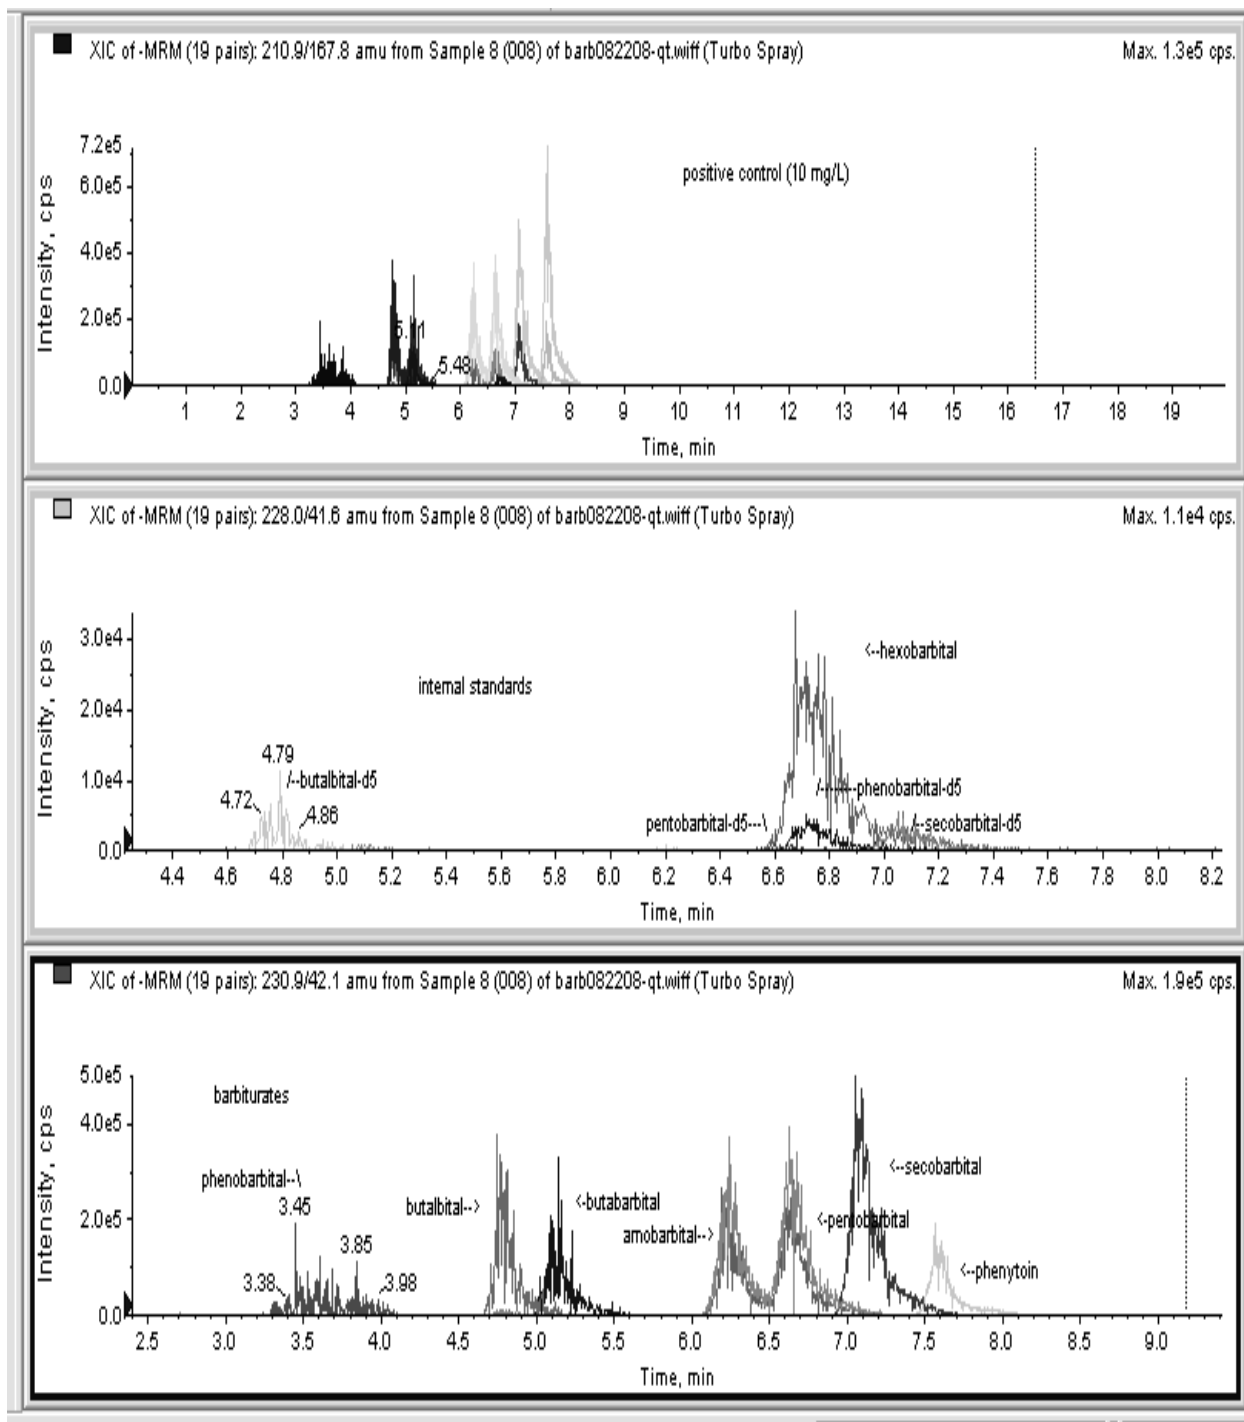 XIC of -MRM (19 pairs): 210.9/167.8 amu from Sample 8 (008) of barb082208-qt.wiff (Turbo Spray) Max. 1.3e5 cps.
7.2e5
positive control (10 mg/L)
6.0e5
4.0e5
2.0e5
5.48
0.0
Intensity, cps
1 2 3 4 5 6 7 8 9 10 11 12 13 14 15 16 17 18 19
Time, min
XIC of -MRM (19 pairs): 228.0/41.6 amu from Sample 8 (008) of barb082208-qt.wiff (Turbo Spray) Max. 1.1e4 cps.
3.0e4
<--hexobarbital
internal standards
2.0e4
4.79
1.0e4
/--butalbital-d5
/-------phenobarbital-d5
4.72
4.86
pentobarbital-d5---\
\--secobarbital-d5
0.0
Intensity, cps
4.4 4.6 4.8 5.0 5.2 5.4 5.6 5.8 6.0 6.2 6.4 6.6 6.8 7.0 7.2 7.4 7.6 7.8 8.0 8.2
Time, min
XIC of -MRM (19 pairs): 230.9/42.1 amu from Sample 8 (008) of barb082208-qt.wiff (Turbo Spray) Max. 1.9e5 cps.
5.0e5
barbiturates
4.0e5
phenobarbital--\
<--secobarbital
3.45
butalbital-->
<-butabarbital
2.0e5
<-pentobarbital
amobarbital-->
3.85
3.38
3.98
<--phenytoin
0.0
Intensity, cps
2.5 3.0 3.5 4.0 4.5 5.0 5.5 6.0 6.5 7.0 7.5 8.0 8.5 9.0
Time, min